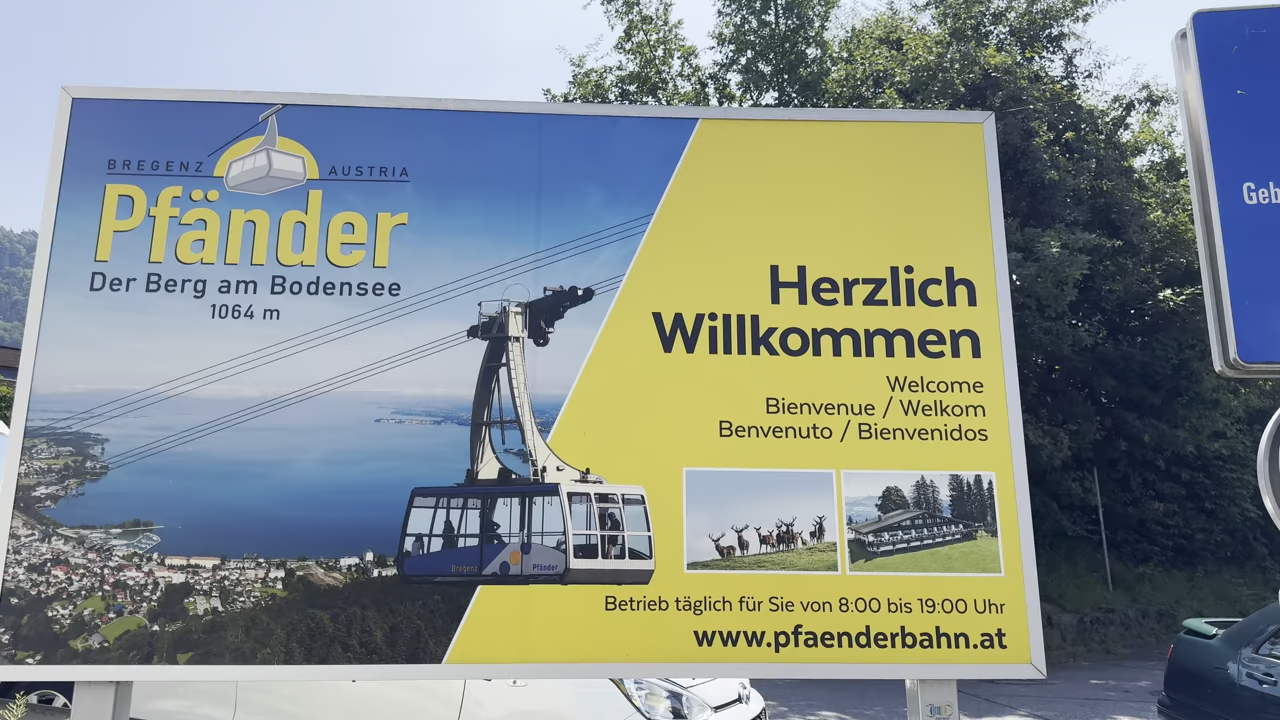 BREGENZ AUSTRIA
Pfänder
Der Berg am Bodensee
1064 m
Herzlich
Willkommen
Welcome
Bienvenue / Welkom
Benvenuto / Bienvenidos
Bregenz Pfänder
Betrieb täglich für Sie von 8:00 bis 19:00 Uhr
www.pfaenderbahn.at
Geb